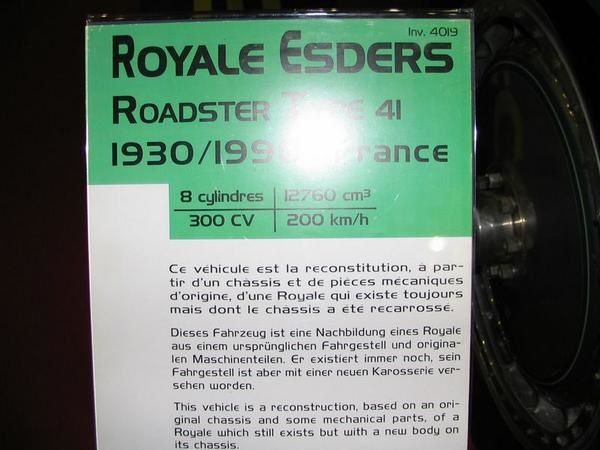 Inv. 4019
ROYALE ESDERS
ROADSTER TYPE 41
1930/1990 France
8 cylindres 12760 cm³
300 CV 200 km/h
Ce véhicule est la reconstitution, à par-
tir d'un châssis et de pièces mécaniques
d'origine, d'une Royale qui existe toujours
mais dont le chassis a été recarrossé.
Dieses Fahrzeug ist eine Nachbildung eines Royale
aus einem ursprünglichen Fahrgestell und origina-
len Maschinenteilen. Er existiert immer noch, sein
Fahrgestell ist aber mit einer neuen Karosserie ver-
sehen worden.
This vehicle is a reconstruction, based on an ori-
ginal chassis and some mechanical parts, of a
Royale which still exists but with a new body on
its chassis.